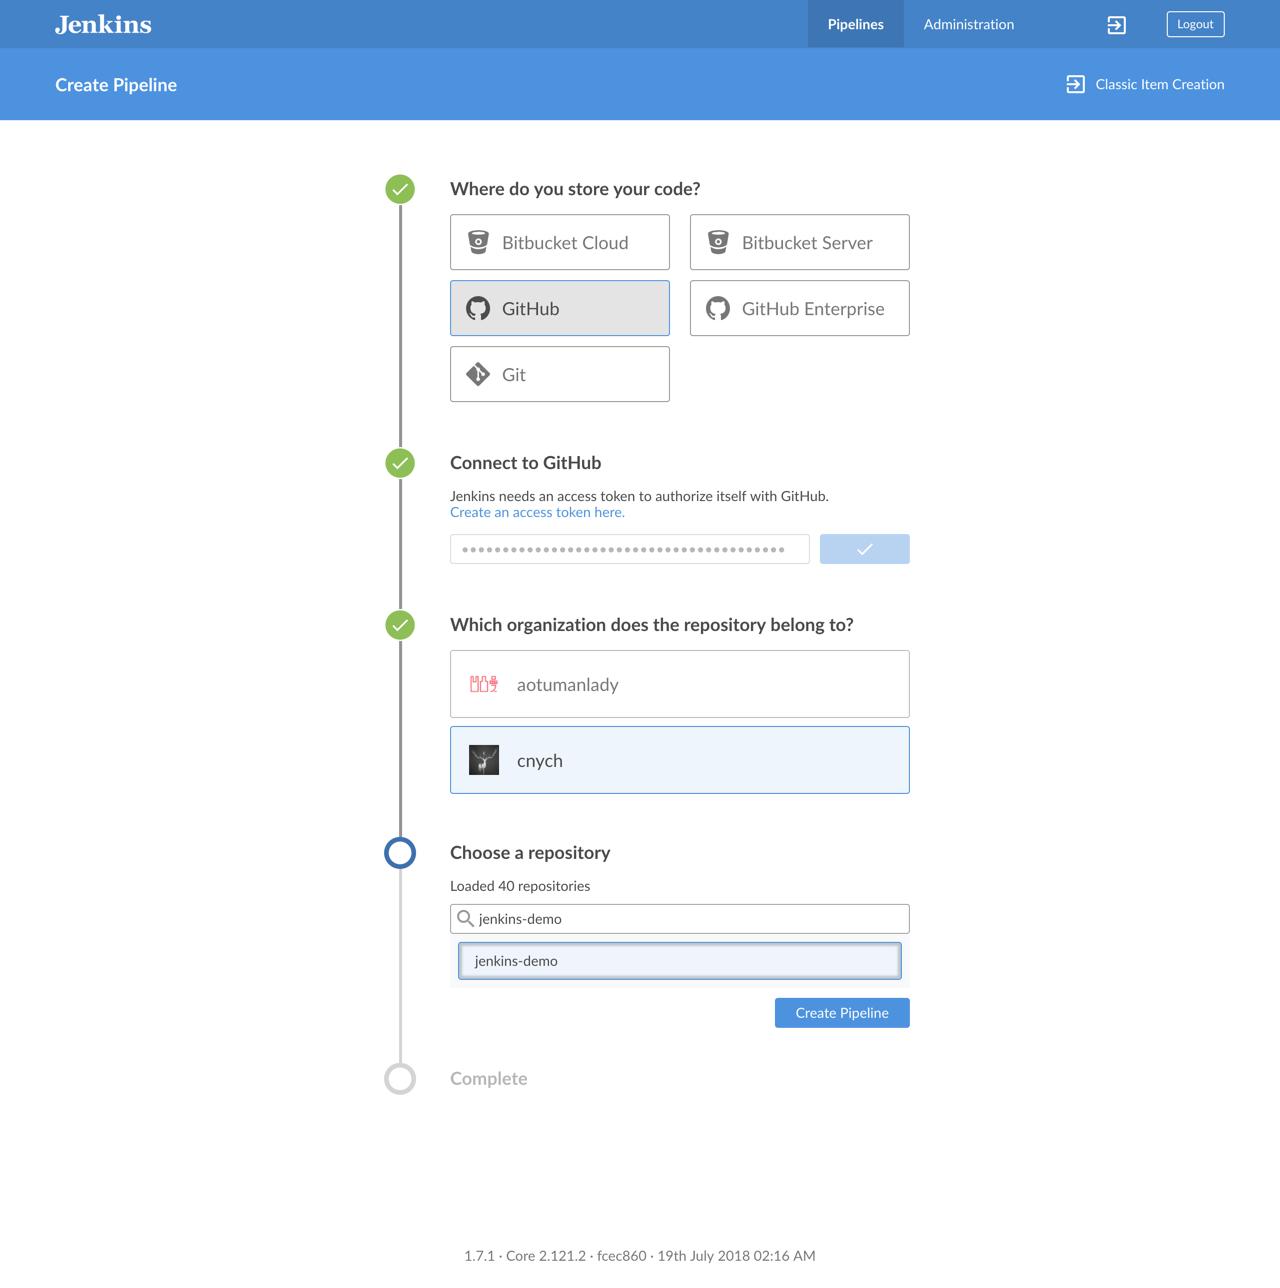 Jenkins
Pipelines
Administration
Logout
Create Pipeline
Classic Item Creation
Where do you store your code?
Bitbucket Cloud
Bitbucket Server
GitHub
GitHub Enterprise
Git
Connect to GitHub
Jenkins needs an access token to authorize itself with GitHub.
Create an access token here.
Which organization does the repository belong to?
aotumanlady
cnych
Choose a repository
Loaded 40 repositories
jenkins-demo
jenkins-demo
Create Pipeline
Complete
1.7.1 · Core 2.121.2 · fcec860 · 19th July 2018 02:16 AM